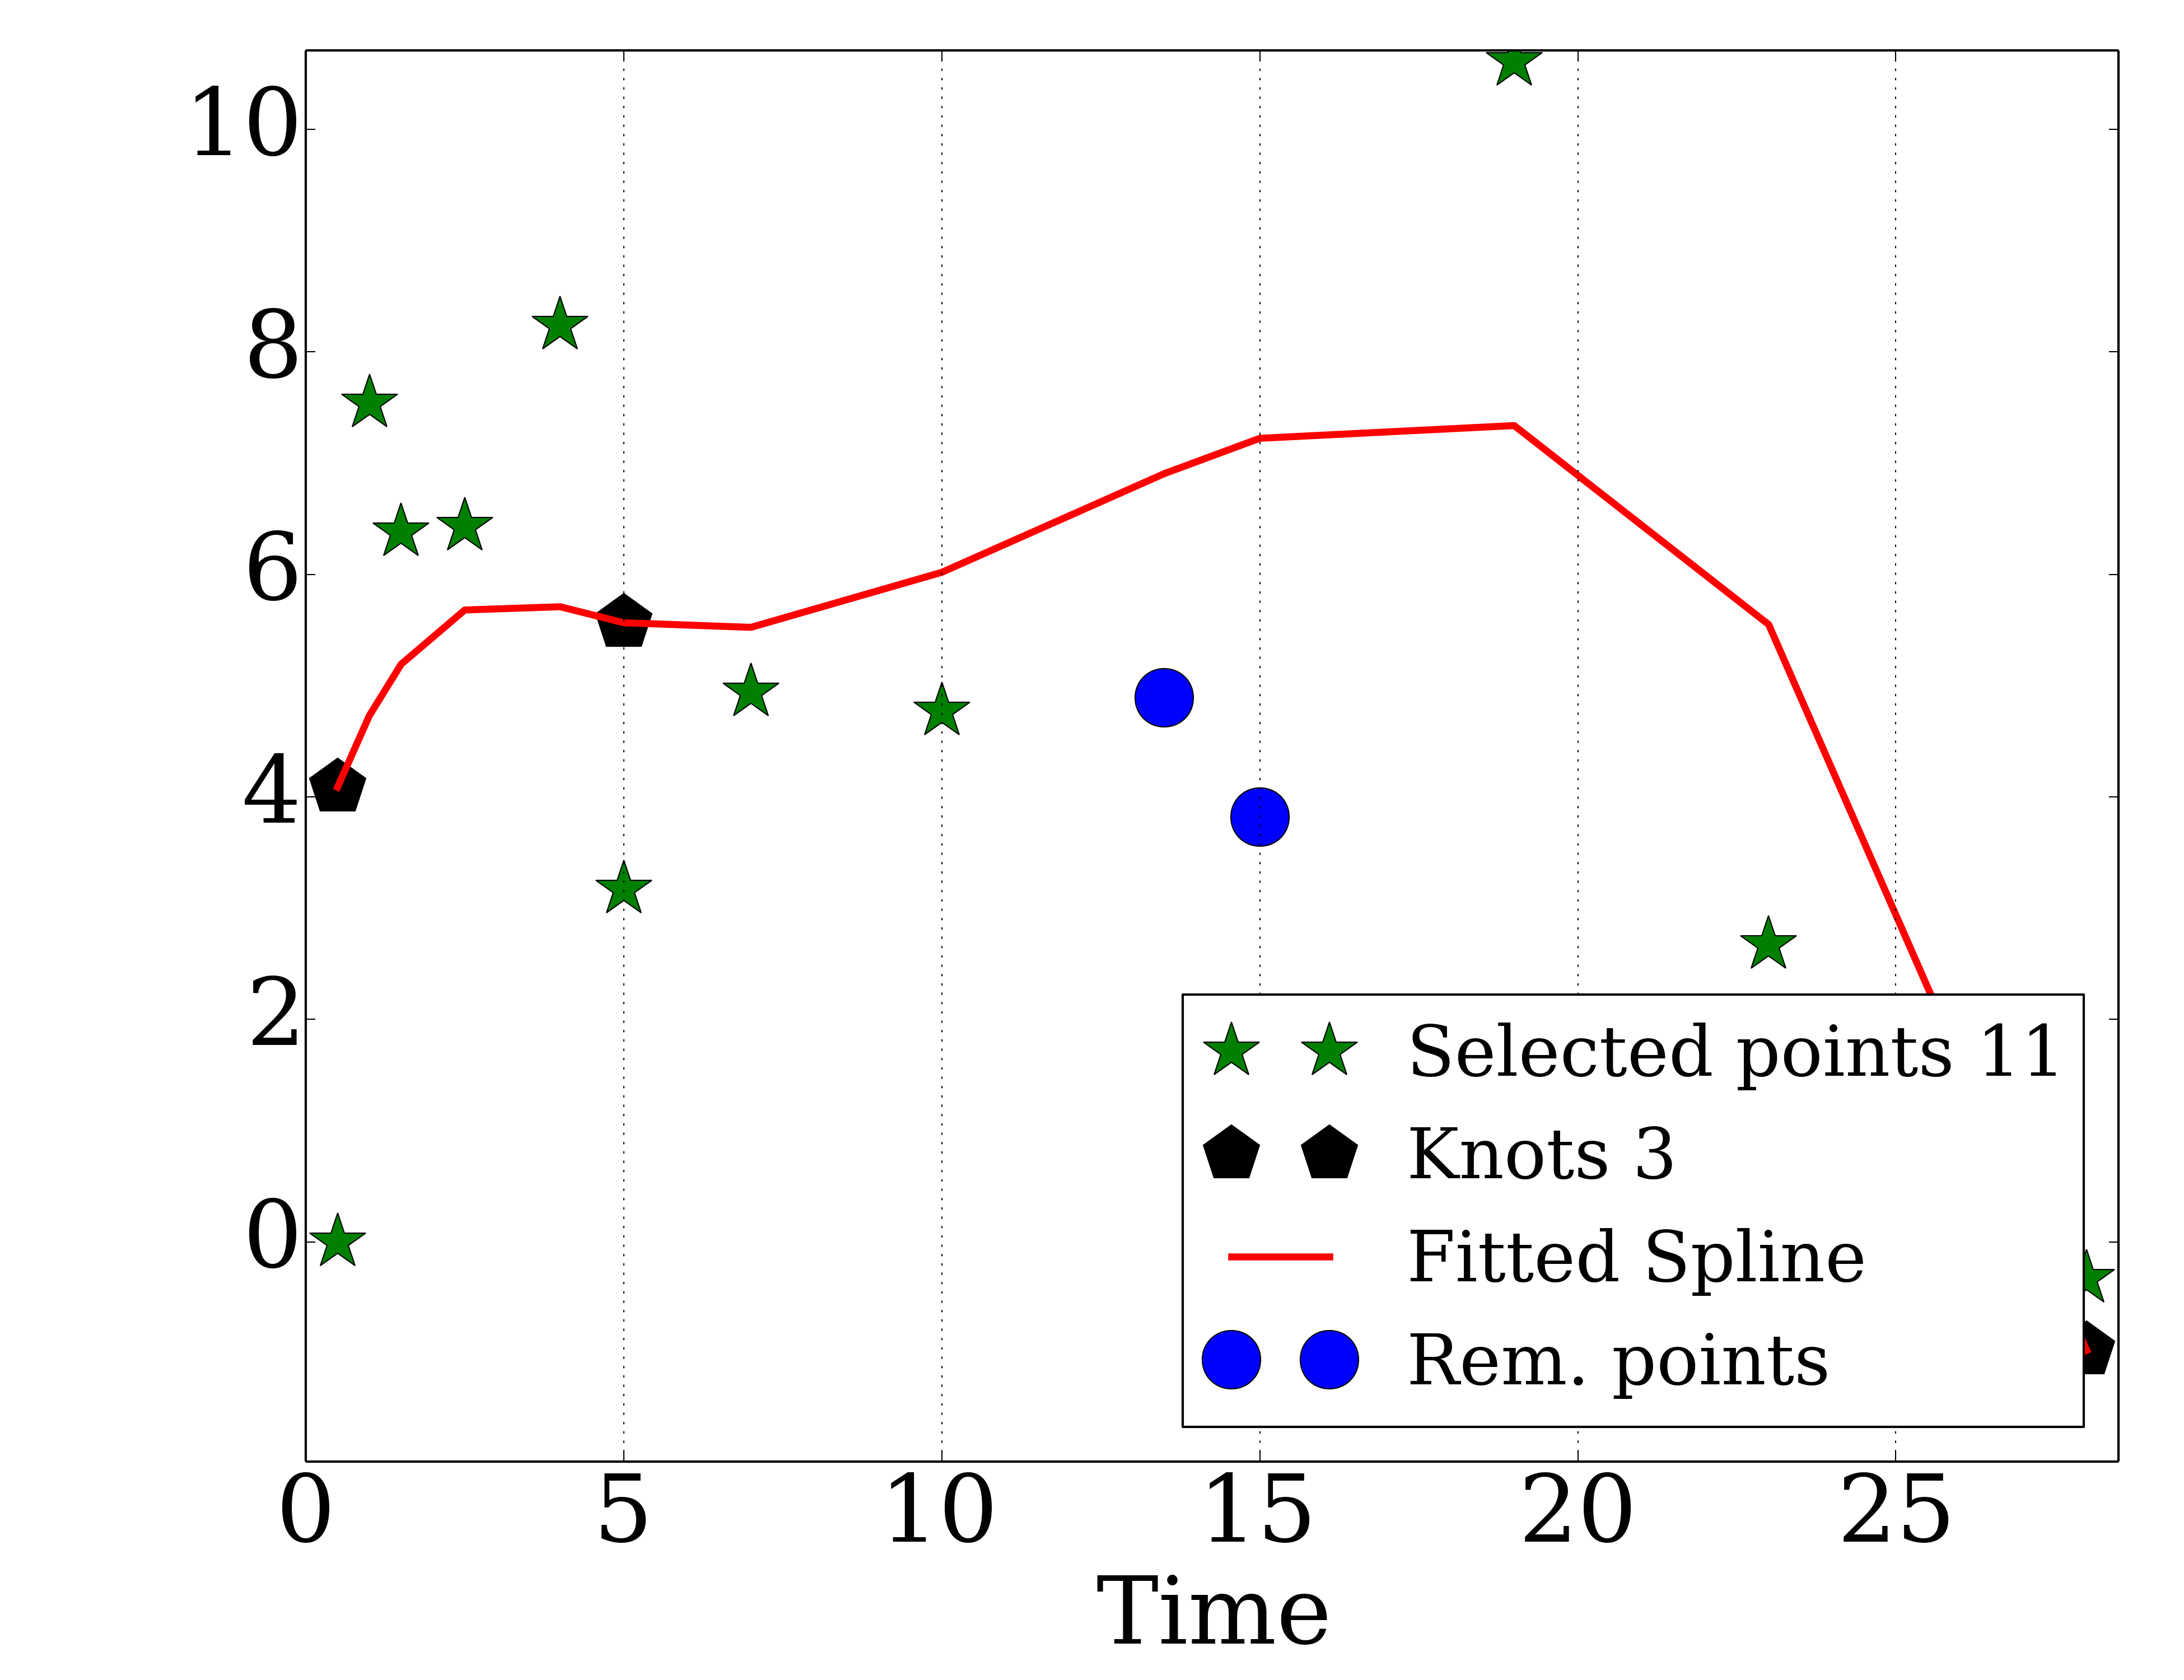 10
8
6
4
2
0
Selected points 11
Knots 3
Fitted Spline
Rem. points
0 5 10 15 20 25
Time